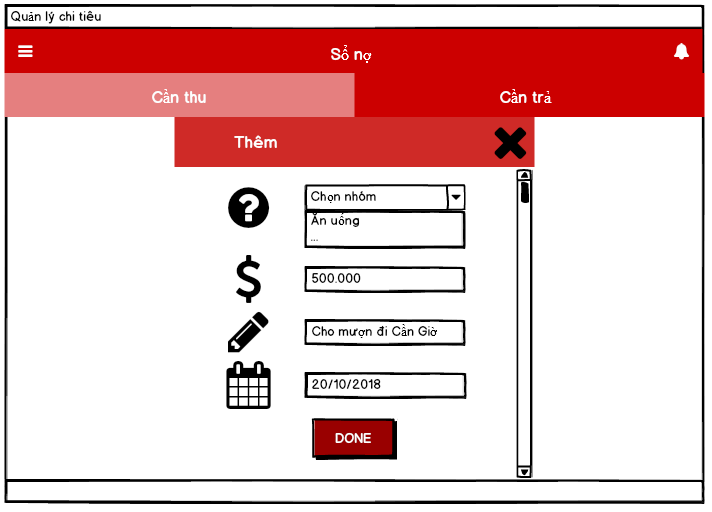 Quản lý chi tiêu
Sổ nợ
Cần thu
Cần trả
Thêm
Chọn nhóm
Ăn uống
...
500.000
Cho mượn đi Cần Giờ
20/10/2018
DONE